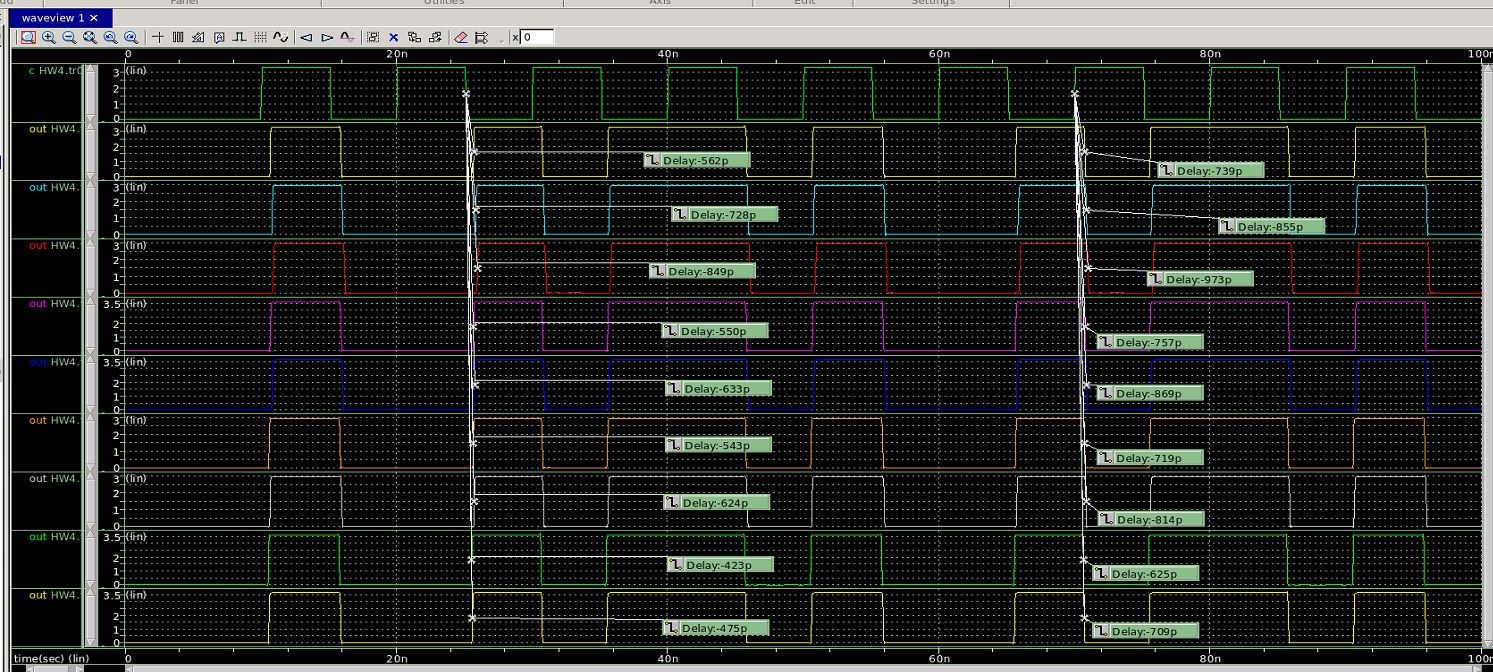 Panel Utilities Axis Edit Settings
waveview 1 ×
x 0
0 20n 40n 60n 80n 100n
c HW4.tr0 3 (lin)
2
1
0
out HW4. 3 (lin)
2
1
0
Delay:-562p
Delay:-739p
out HW4. 3 (lin)
2
1
0
Delay:-728p
Delay:-855p
out HW4. 3 (lin)
2
1
0
Delay:-849p
Delay:-973p
out HW4. 3.5 (lin)
2
1
0
Delay:-550p
Delay:-757p
out HW4. 3.5 (lin)
2
1
0
Delay:-633p
Delay:-869p
out HW4. 3 (lin)
2
1
0
Delay:-543p
Delay:-719p
out HW4. 3 (lin)
2
1
0
Delay:-624p
Delay:-814p
out HW4. 3.5 (lin)
2
1
0
Delay:-423p
Delay:-625p
out HW4. 3.5 (lin)
2
1
0
Delay:-475p
Delay:-709p
time(sec) (lin) 0 20n 40n 60n 80n 100n